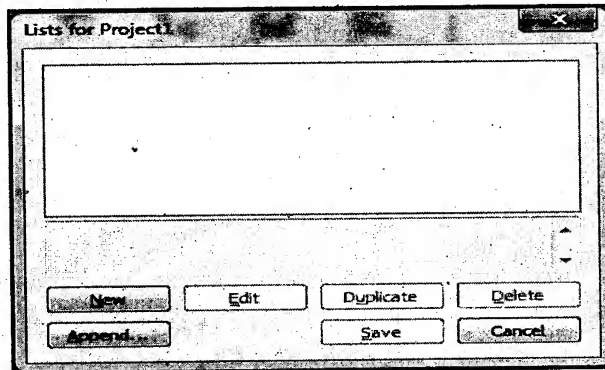 Lists for Project1
New Edit Duplicate Delete
Append... Save Cancel